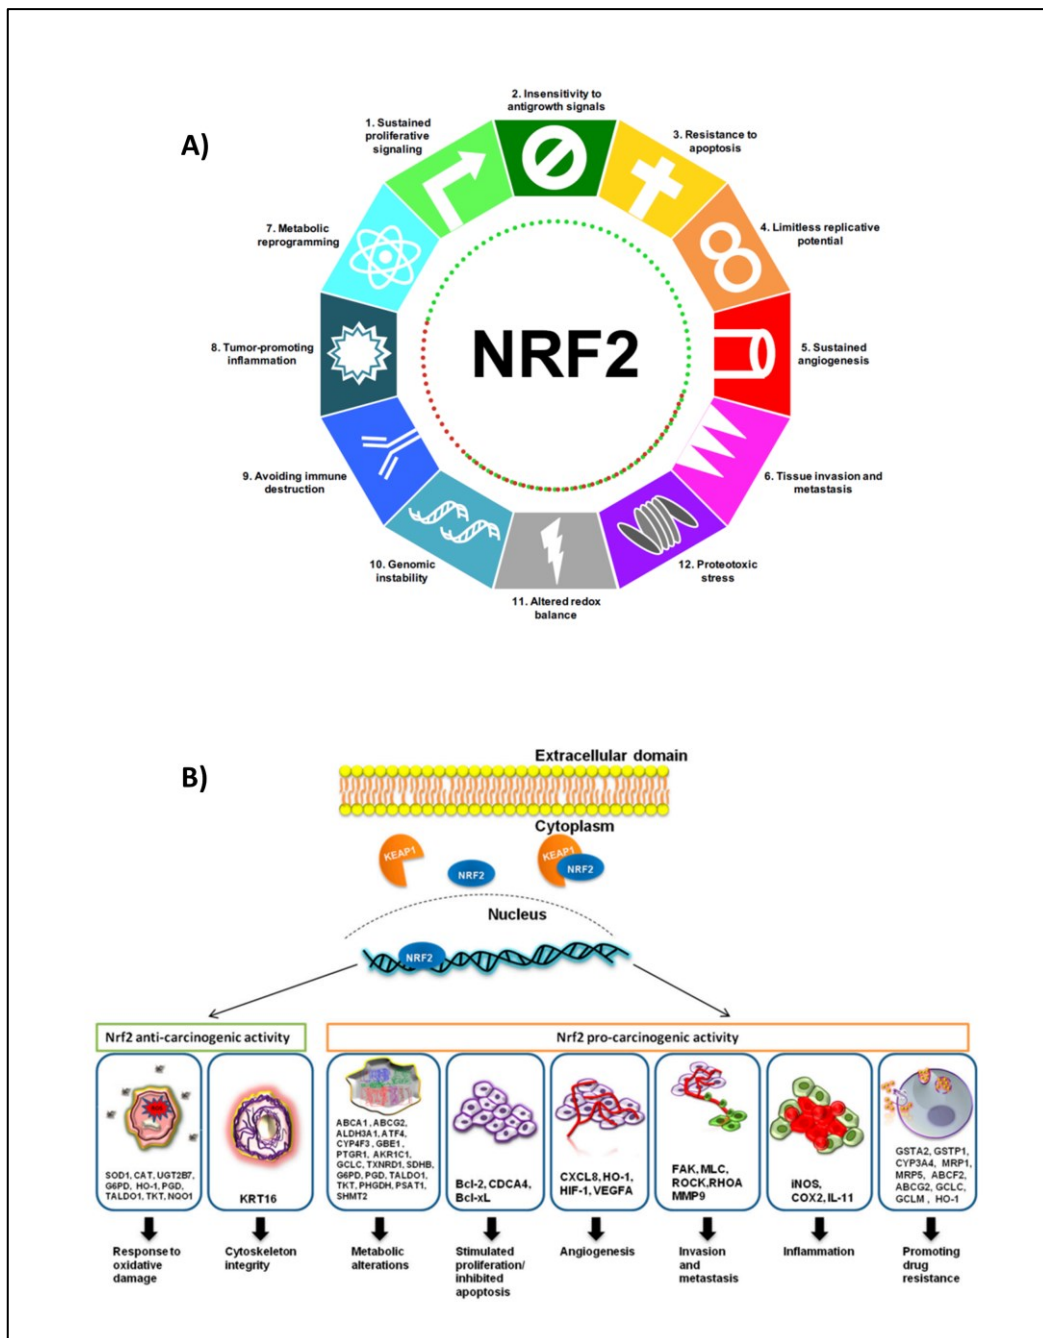 A)
1. Sustained
proliferative
signaling
2. Insensitivity to
antigrowth signals
3. Resistance to
apoptosis
4. Limitless replicative
potential
5. Sustained
angiogenesis
6. Tissue invasion and
metastasis
12. Proteotoxic
stress
11. Altered redox
balance
10. Genomic
instability
9. Avoiding immune
destruction
8. Tumor-promoting
inflammation
7. Metabolic
reprogramming
NRF2
B)
Extracellular domain
Cytoplasm
KEAP1
NRF2
KEAP1
NRF2
Nucleus
NRF2
Nrf2 anti-carcinogenic activity
Nrf2 pro-carcinogenic activity
SOD1, CAT, UGT2B7,
G6PD, HO-1, PGD,
TALDO1, TKT, NQO1
KRT16
ABCA1, ABCG2,
ALDH3A1, ATF4,
CYP4F3, GBE1,
PTGR1, AKR1C1,
GCLC, TXNRD1, SDHB,
G6PD, PGD, TALDO1,
TKT, PHGDH, PSAT1,
SHMT2
Bcl-2, CDCA4,
Bcl-xL
CXCL8, HO-1,
HIF-1, VEGFA
FAK, MLC,
ROCK,RHOA
MMP9
iNOS,
COX2, IL-11
GSTA2, GSTP1,
CYP3A4, MRP1,
MRP5, ABCF2,
ABCG2, GCLC,
GCLM , HO-1
Response to
oxidative
damage
Cytoskeleton
integrity
Metabolic
alterations
Stimulated
proliferation/
inhibited
apoptosis
Angiogenesis
Invasion
and
metastasis
Inflammation
Promoting
drug
resistance